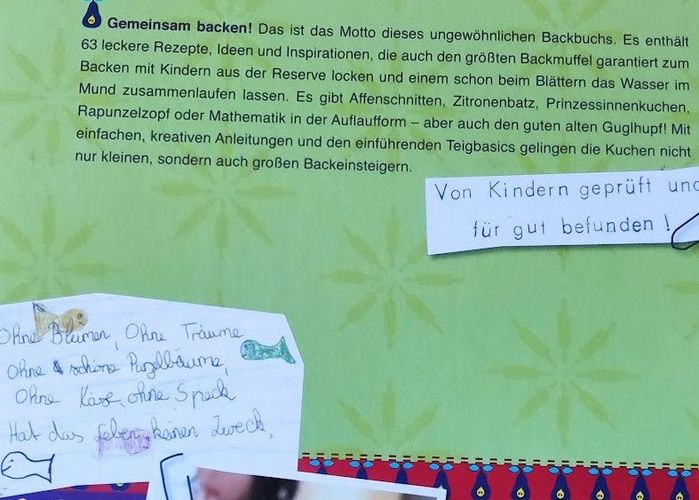 Gemeinsam backen! Das ist das Motto dieses ungewöhnlichen Backbuchs. Es enthält
63 leckere Rezepte, Ideen und Inspirationen, die auch den größten Backmuffel garantiert zum
Backen mit Kindern aus der Reserve locken und einem schon beim Blättern das Wasser im
Mund zusammenlaufen lassen. Es gibt Affenschnitten, Zitronenbatz, Prinzessinnenkuchen,
Rapunzelzopf oder Mathematik in der Auflaufform – aber auch den guten alten Guglhupf! Mit
einfachen, kreativen Anleitungen und den einführenden Teigbasics gelingen die Kuchen nicht
nur kleinen, sondern auch großen Backeinsteigern.
Von Kindern geprüft und
für gut befunden!
Ohne Blumen, Ohne Träume
Ohne schöne Purzelbäume,
Ohne Käse, ohne Speck
Hat das Leben keinen Zweck.